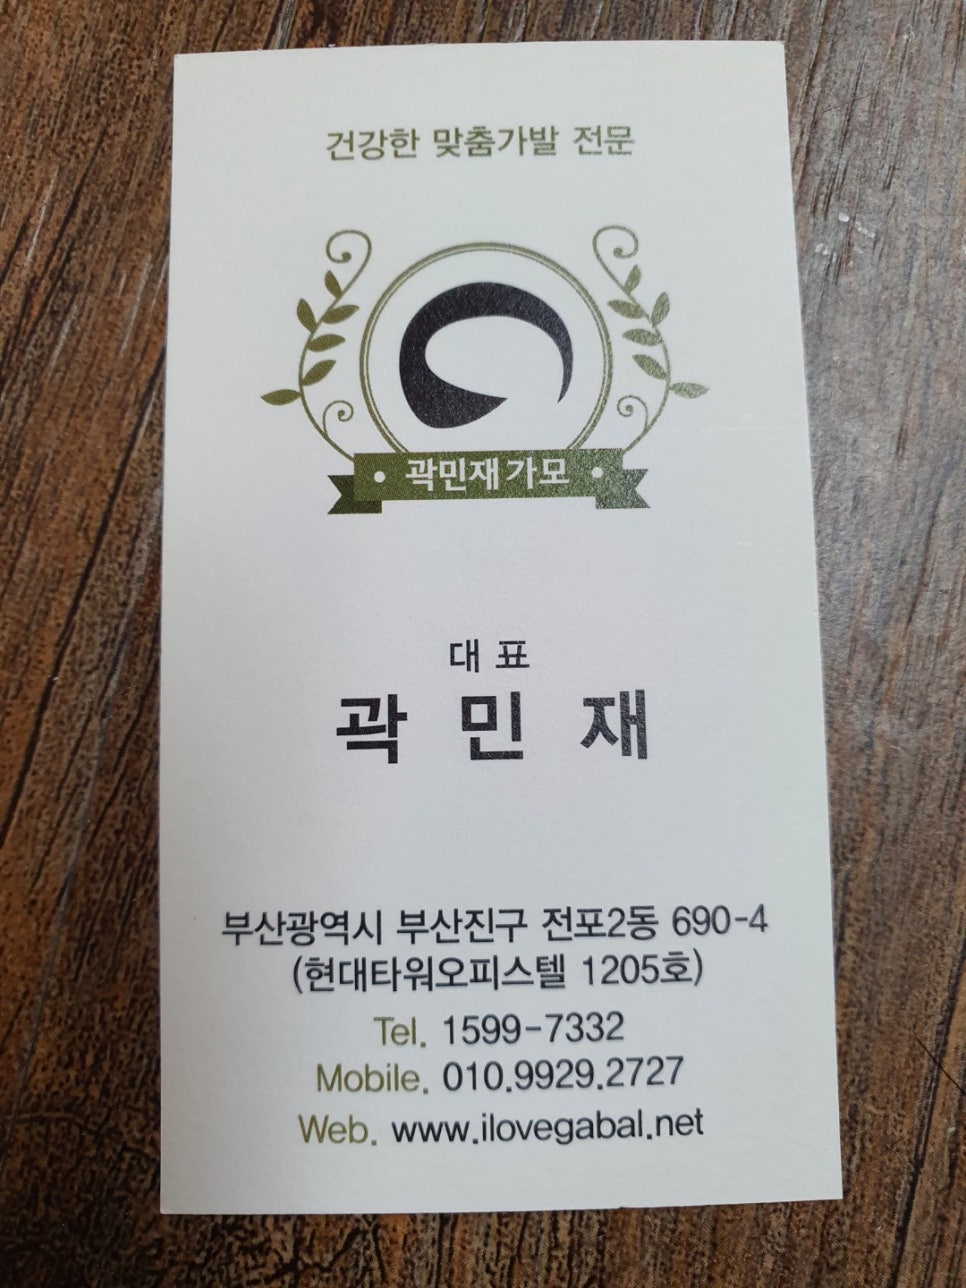 건강한 맞춤가발 전문
곽민재가모
대표
곽민재
부산광역시 부산진구 전포2동 690-4
(현대타워오피스텔 1205호)
Tel. 1599-7332
Mobile. 010.9929.2727
Web. www.ilovegabal.net